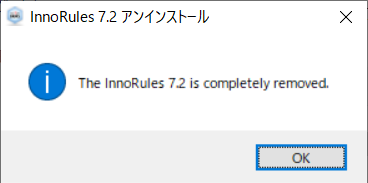 InnoRules 7.2 アンインストール
The InnoRules 7.2 is completely removed.
OK